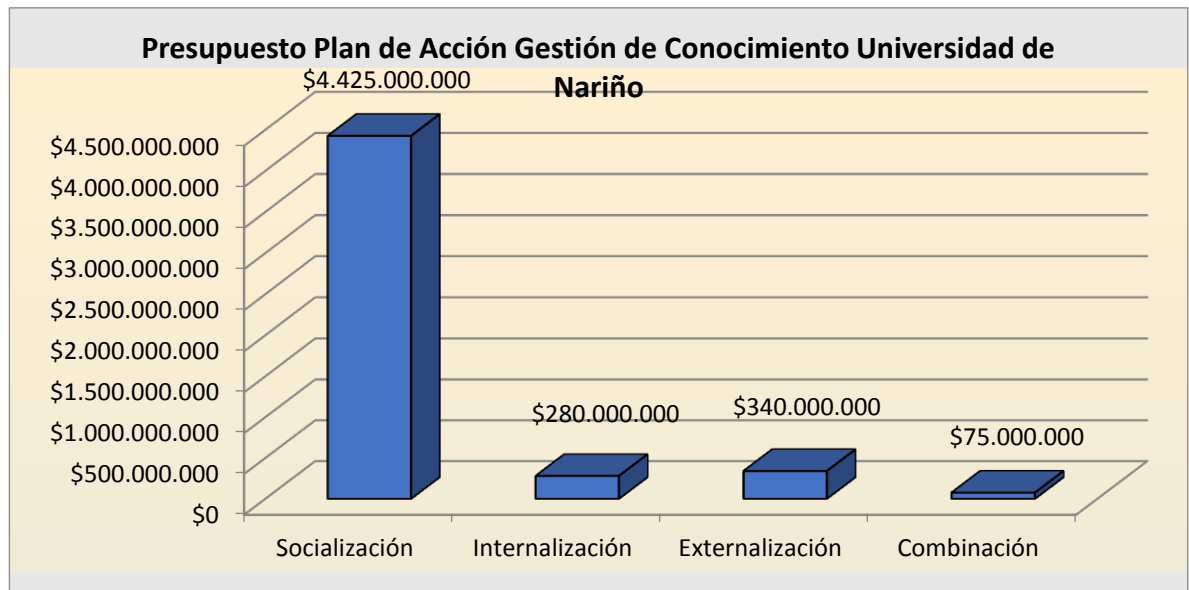 Presupuesto Plan de Acción Gestión de Conocimiento Universidad de
Nariño
$4.425.000.000
$4.500.000.000
$4.000.000.000
$3.500.000.000
$3.000.000.000
$2.500.000.000
$2.000.000.000
$1.500.000.000
$1.000.000.000
$500.000.000
$0
$280.000.000
$340.000.000
$75.000.000
Socialización
Internalización
Externalización
Combinación